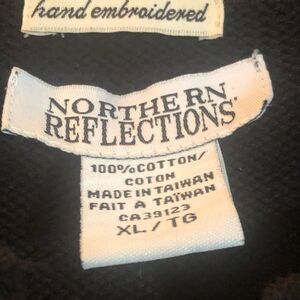 hand embroidered
NORTHERN
REFLECTIONS
100%COTTON/
COTON
MADE IN TAIWAN
FAIT A TAÏWAN
CA39123
XL/TG